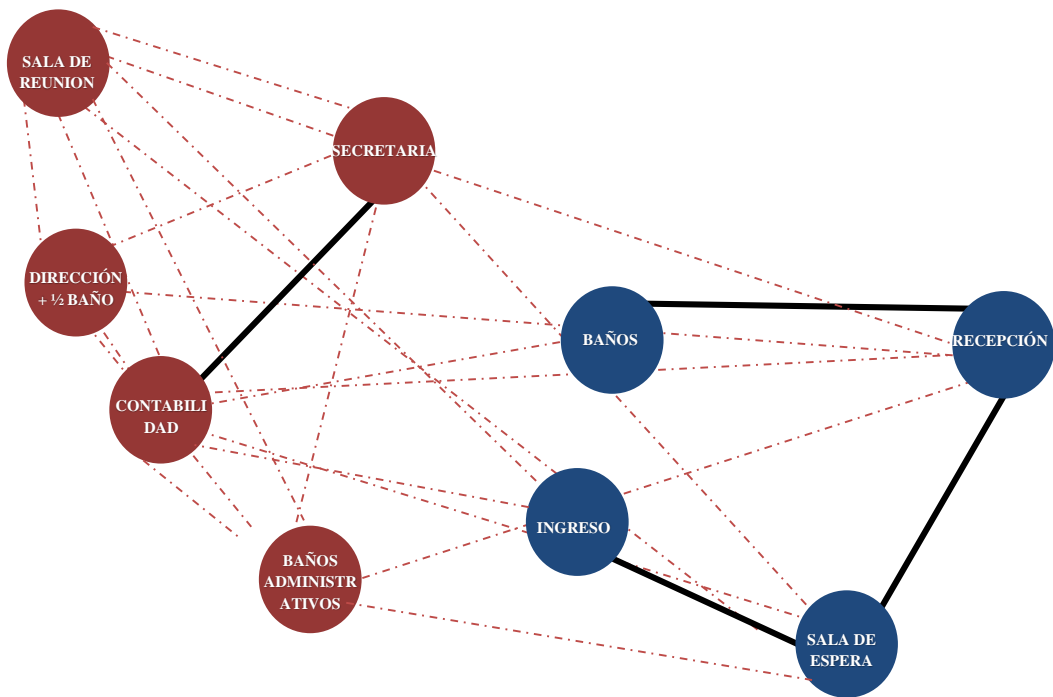 SALA DE
REUNION
SECRETARIA
DIRECCIÓN
+ ½ BAÑO
BAÑOS
RECEPCIÓN
CONTABILI
DAD
INGRESO
BAÑOS
ADMINISTR
ATIVOS
SALA DE
ESPERA